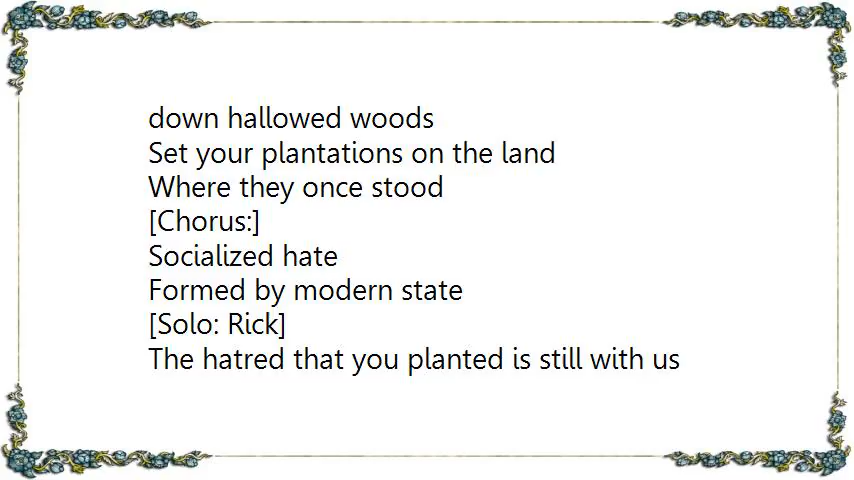 down hallowed woods
Set your plantations on the land
Where they once stood
[Chorus:]
Socialized hate
Formed by modern state
[Solo: Rick]
The hatred that you planted is still with us